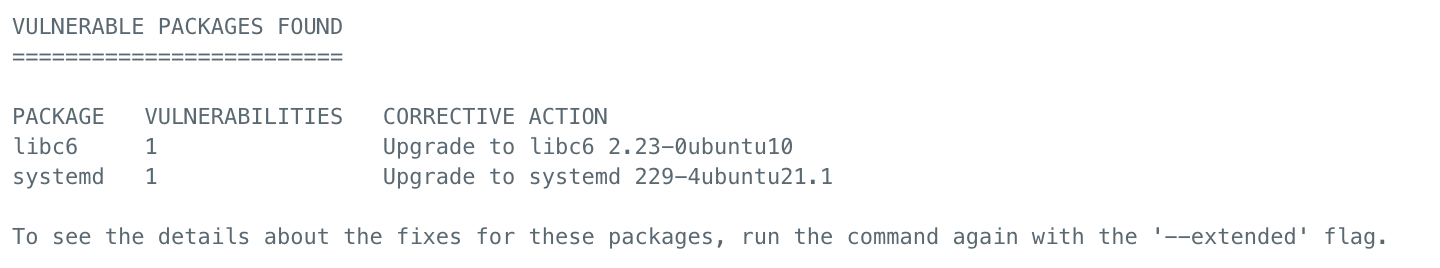 VULNERABLE PACKAGES FOUND
=========================
PACKAGE   VULNERABILITIES   CORRECTIVE ACTION
libc6     1                 Upgrade to libc6 2.23-0ubuntu10
systemd   1                 Upgrade to systemd 229-4ubuntu21.1
To see the details about the fixes for these packages, run the command again with the '--extended' flag.